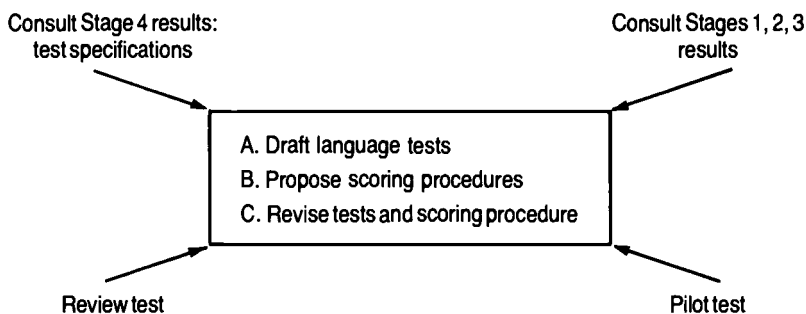 Consult Stage 4 results:
test specifications
Consult Stages 1, 2, 3
results
A. Draft language tests
B. Propose scoring procedures
C. Revise tests and scoring procedure
Review test
Pilot test